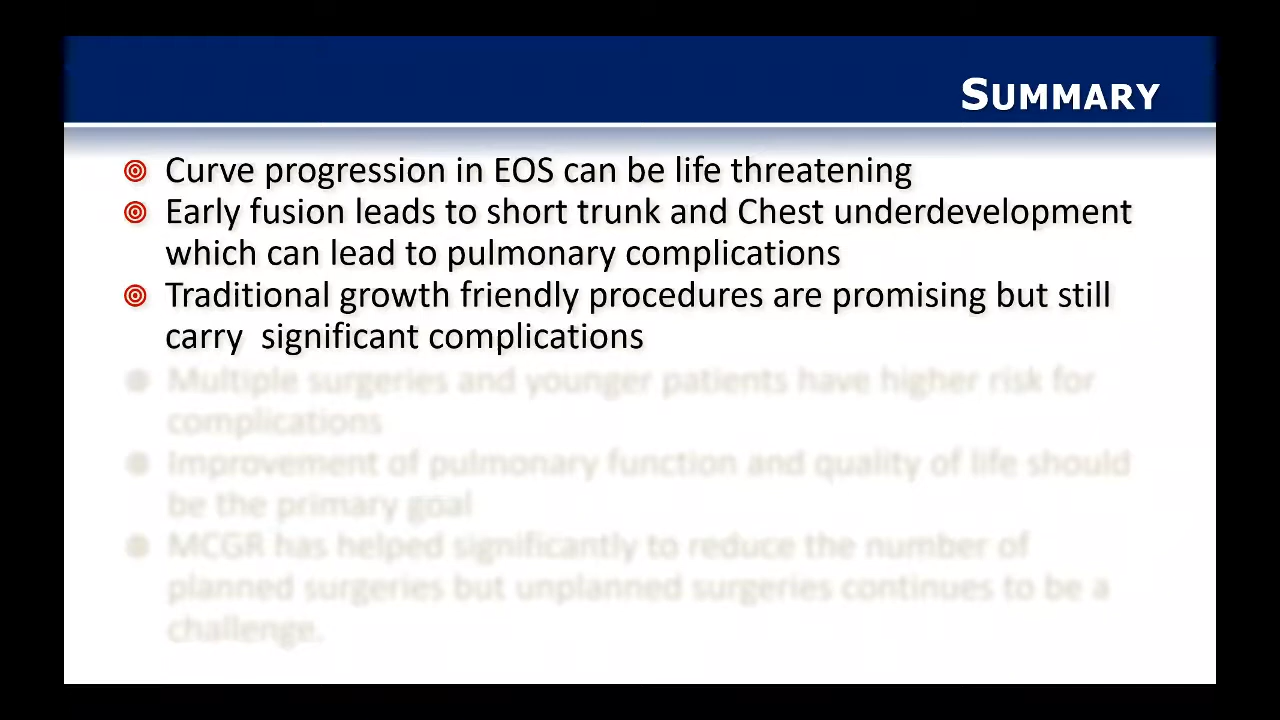 SUMMARY
Curve progression in EOS can be life threatening
Early fusion leads to short trunk and Chest underdevelopment
which can lead to pulmonary complications
Traditional growth friendly procedures are promising but still
carry significant complications
Multiple surgeries and younger patients have higher risk for
complications
Improvement of pulmonary function and quality of life should
be the primary goal
MCGR has helped significantly to reduce the number of
planned surgeries but unplanned surgeries continues to be a
challenge.